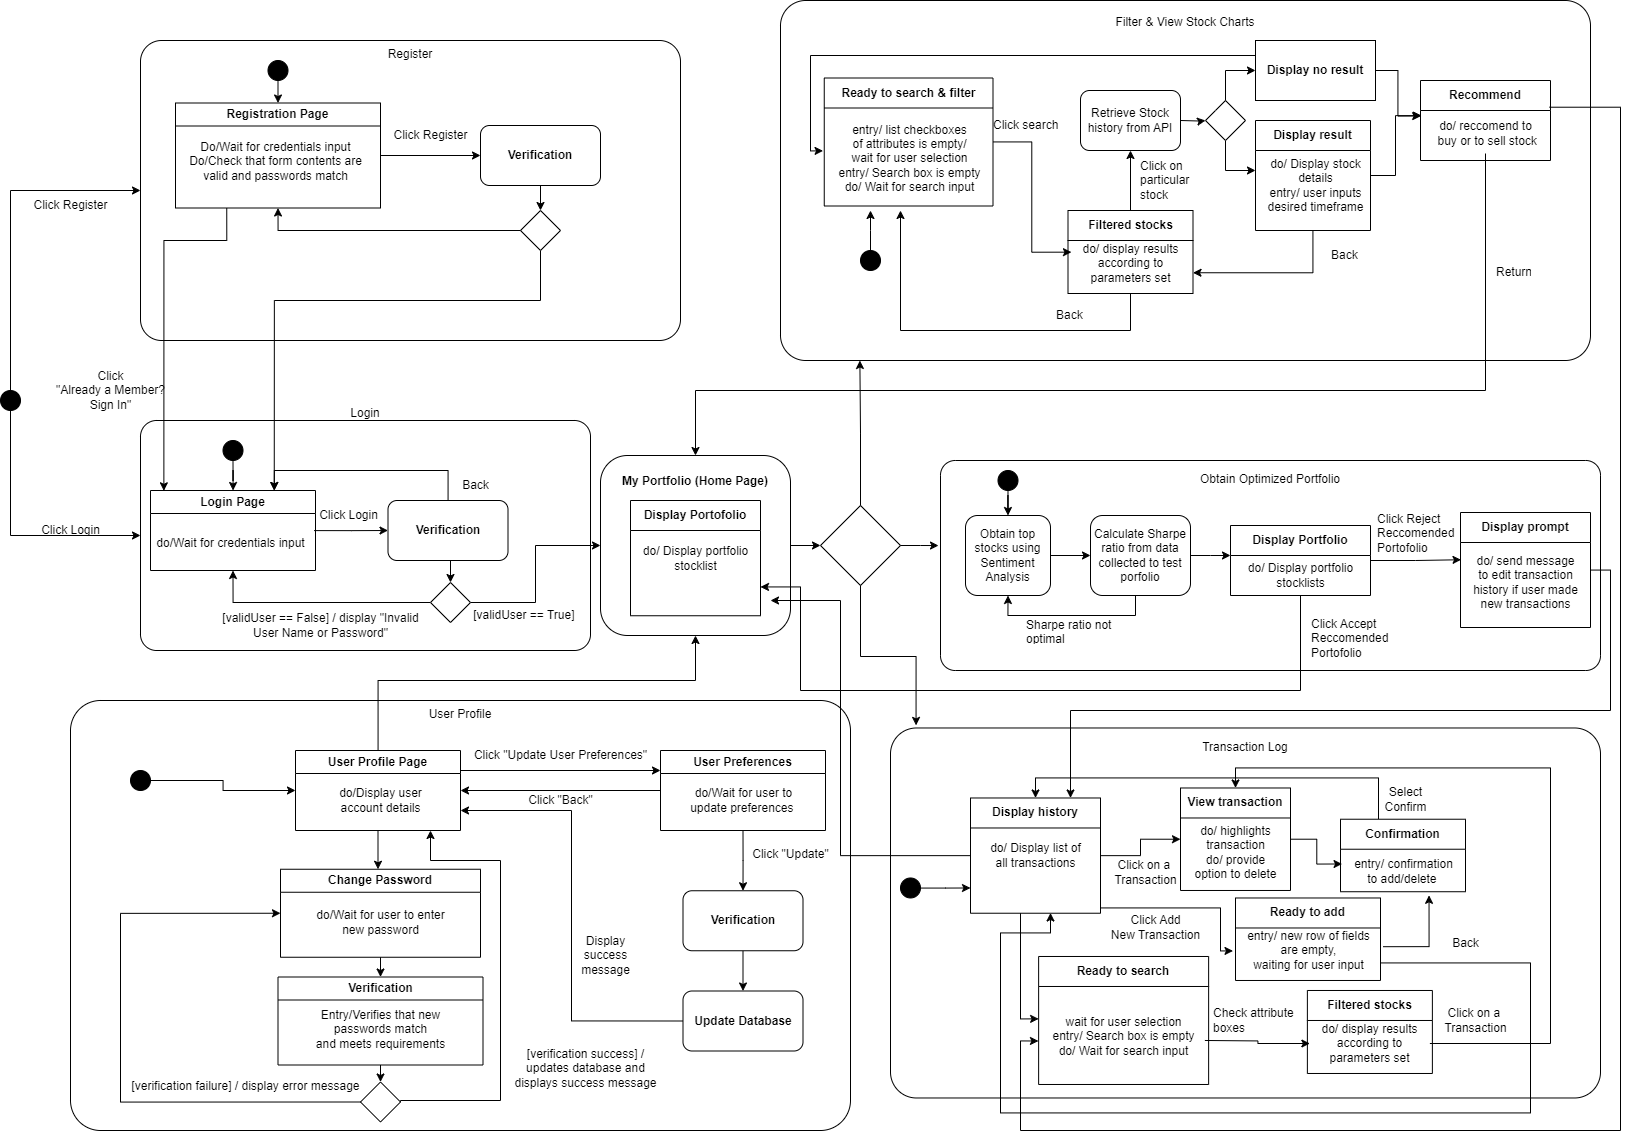 Register
Registration Page
Do/Wait for credentials input
Do/Check that form contents are
valid and passwords match
Click Register
Verification
Click Register
Click
"Already a Member?
Sign In"
Click Login
Login
Login Page
do/Wait for credentials input
Click Login
Back
Verification
[validUser == False] / display "Invalid
User Name or Password"
[validUser == True]
My Portfolio (Home Page)
Display Portofolio
do/ Display portfolio
stocklist
Filter & View Stock Charts
Ready to search & filter
entry/ list checkboxes
of attributes is empty/
wait for user selection
entry/ Search box is empty
do/ Wait for search input
Click search
Retrieve Stock
history from API
Click on
particular
stock
Filtered stocks
do/ display results
according to
parameters set
Back
Display no result
Display result
do/ Display stock
details
entry/ user inputs
desired timeframe
Back
Recommend
do/ reccomend to
buy or to sell stock
Return
Obtain Optimized Portfolio
Obtain top
stocks using
Sentiment
Analysis
Calculate Sharpe
ratio from data
collected to test
porfolio
Sharpe ratio not
optimal
Display Portfolio
do/ Display portfolio
stocklists
Click Reject
Reccomended
Portofolio
Click Accept
Reccomended
Portofolio
Display prompt
do/ send message
to edit transaction
history if user made
new transactions
User Profile
User Profile Page
do/Display user
account details
Click "Update User Preferences"
Click "Back"
User Preferences
do/Wait for user to
update preferences
Click "Update"
Verification
Update Database
Display
success
message
Change Password
do/Wait for user to enter
new password
Verification
Entry/Verifies that new
passwords match
and meets requirements
[verification failure] / display error message
[verification success] /
updates database and
displays success message
Transaction Log
Display history
do/ Display list of
all transactions
Click on a
Transaction
View transaction
do/ highlights
transaction
do/ provide
option to delete
Select
Confirm
Confirmation
entry/ confirmation
to add/delete
Click Add
New Transaction
Ready to add
entry/ new row of fields
are empty,
waiting for user input
Back
Ready to search
wait for user selection
entry/ Search box is empty
do/ Wait for search input
Check attribute
boxes
Filtered stocks
do/ display results
according to
parameters set
Click on a
Transaction